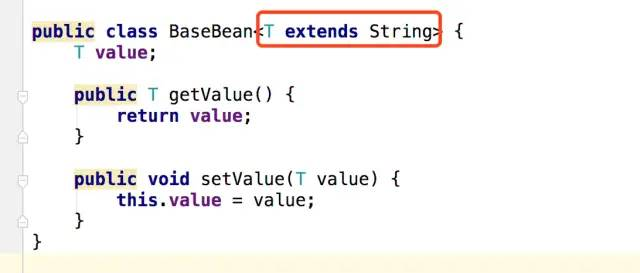 public class BaseBean<T extends String> {
T value;
public T getValue() {
return value;
}
public void setValue(T value) {
this.value = value;
}
}